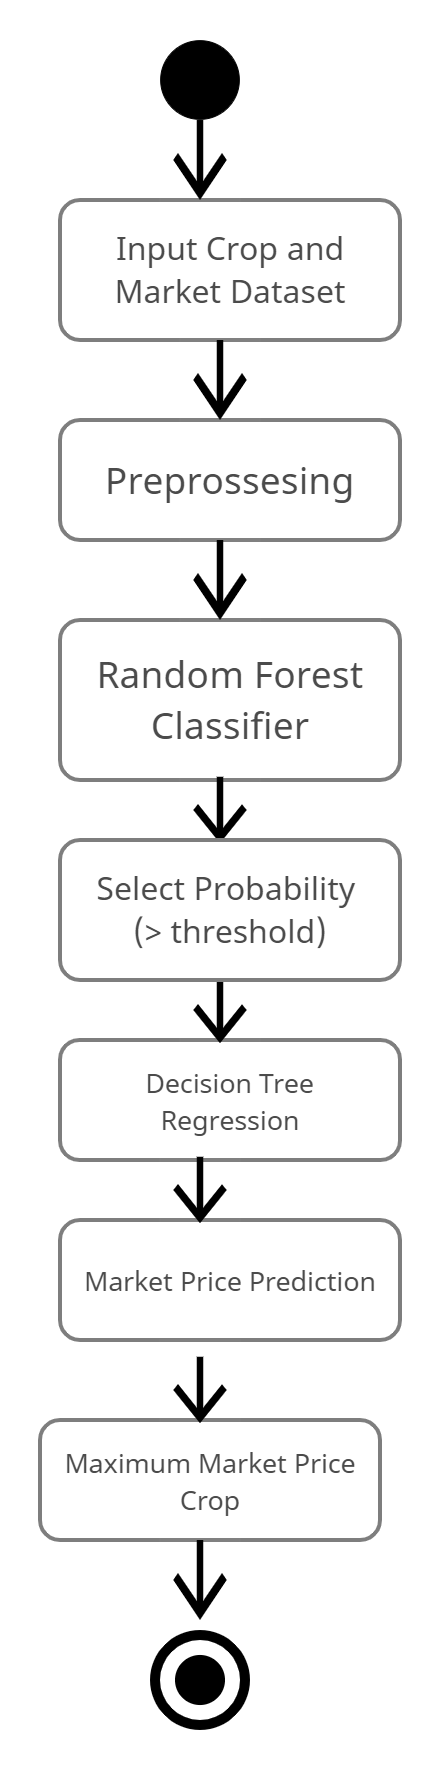 Input Crop and
Market Dataset
Preprossesing
Random Forest
Classifier
Select Probability
(> threshold)
Decision Tree
Regression
Market Price Prediction
Maximum Market Price
Crop